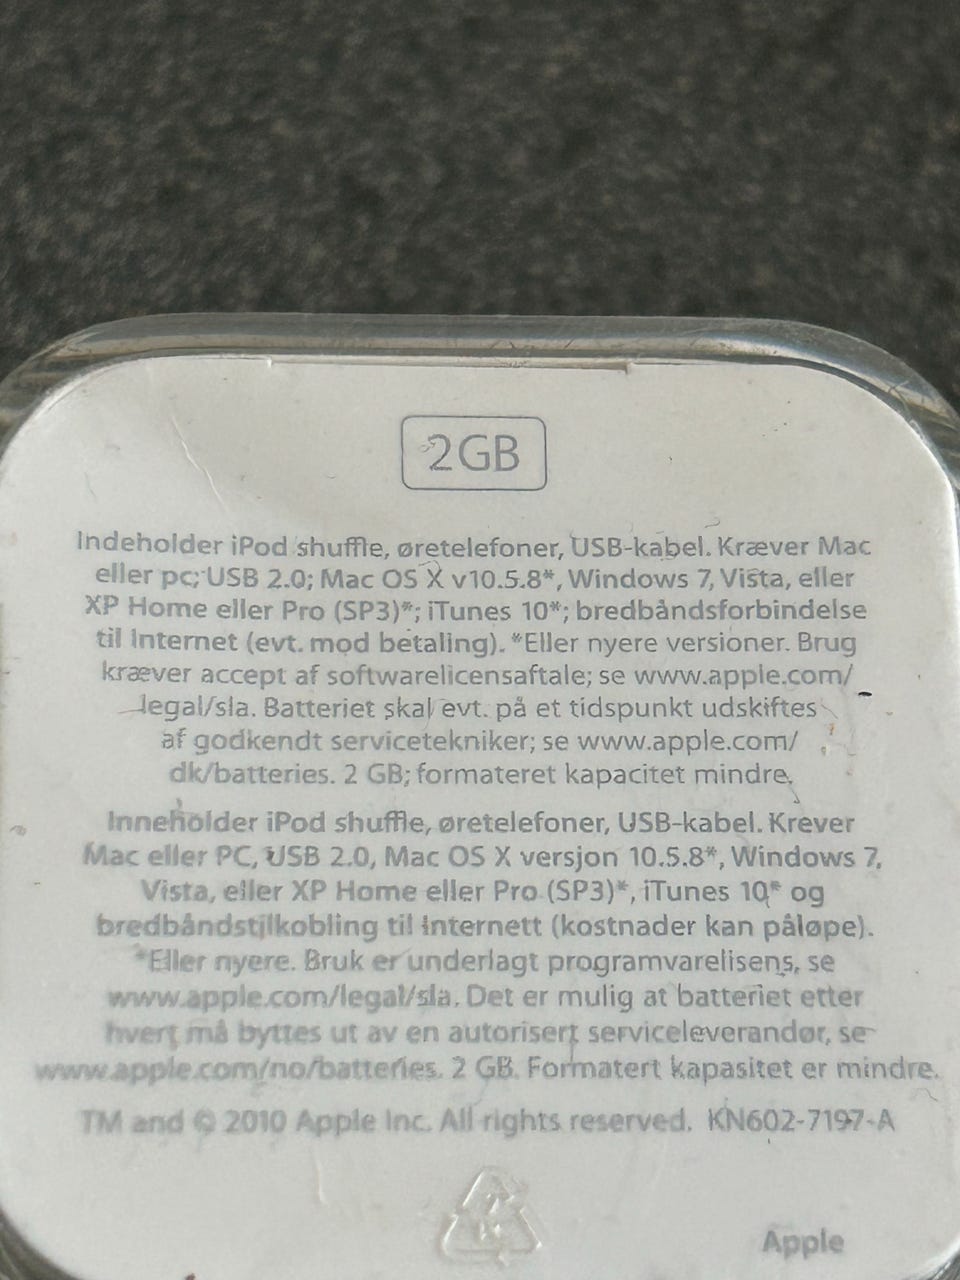 2GB
Indeholder iPod shuffle, øretelefoner, USB-kabel. Kræver Mac
eller pc; USB 2.0; Mac OS X v10.5.8*, Windows 7, Vista, eller
XP Home eller Pro (SP3)*; iTunes 10*; bredbåndsforbindelse
til Internet (evt. mod betaling). *Eller nyere versioner. Brug
kræver accept af softwarelicensaftale; se www.apple.com/
legal/sla. Batteriet skal evt. på et tidspunkt udskiftes
af godkendt servicetekniker; se www.apple.com/
dk/batteries. 2 GB; formateret kapacitet mindre.
Inneholder iPod shuffle, øretelefoner, USB-kabel. Krever
Mac eller PC, USB 2.0, Mac OS X versjon 10.5.8*, Windows 7,
Vista, eller XP Home eller Pro (SP3)*, iTunes 10* og
bredbåndstilkobling til Internett (kostnader kan påløpe).
*Eller nyere. Bruk er underlagt programvarelisens, se
www.apple.com/legal/sla. Det er mulig at batteriet etter
hvert må byttes ut av en autorisert serviceleverandør, se
www.apple.com/no/batteries. 2 GB. Formatert kapasitet er mindre.
TM and © 2010 Apple Inc. All rights reserved. KN602-7197-A
Apple